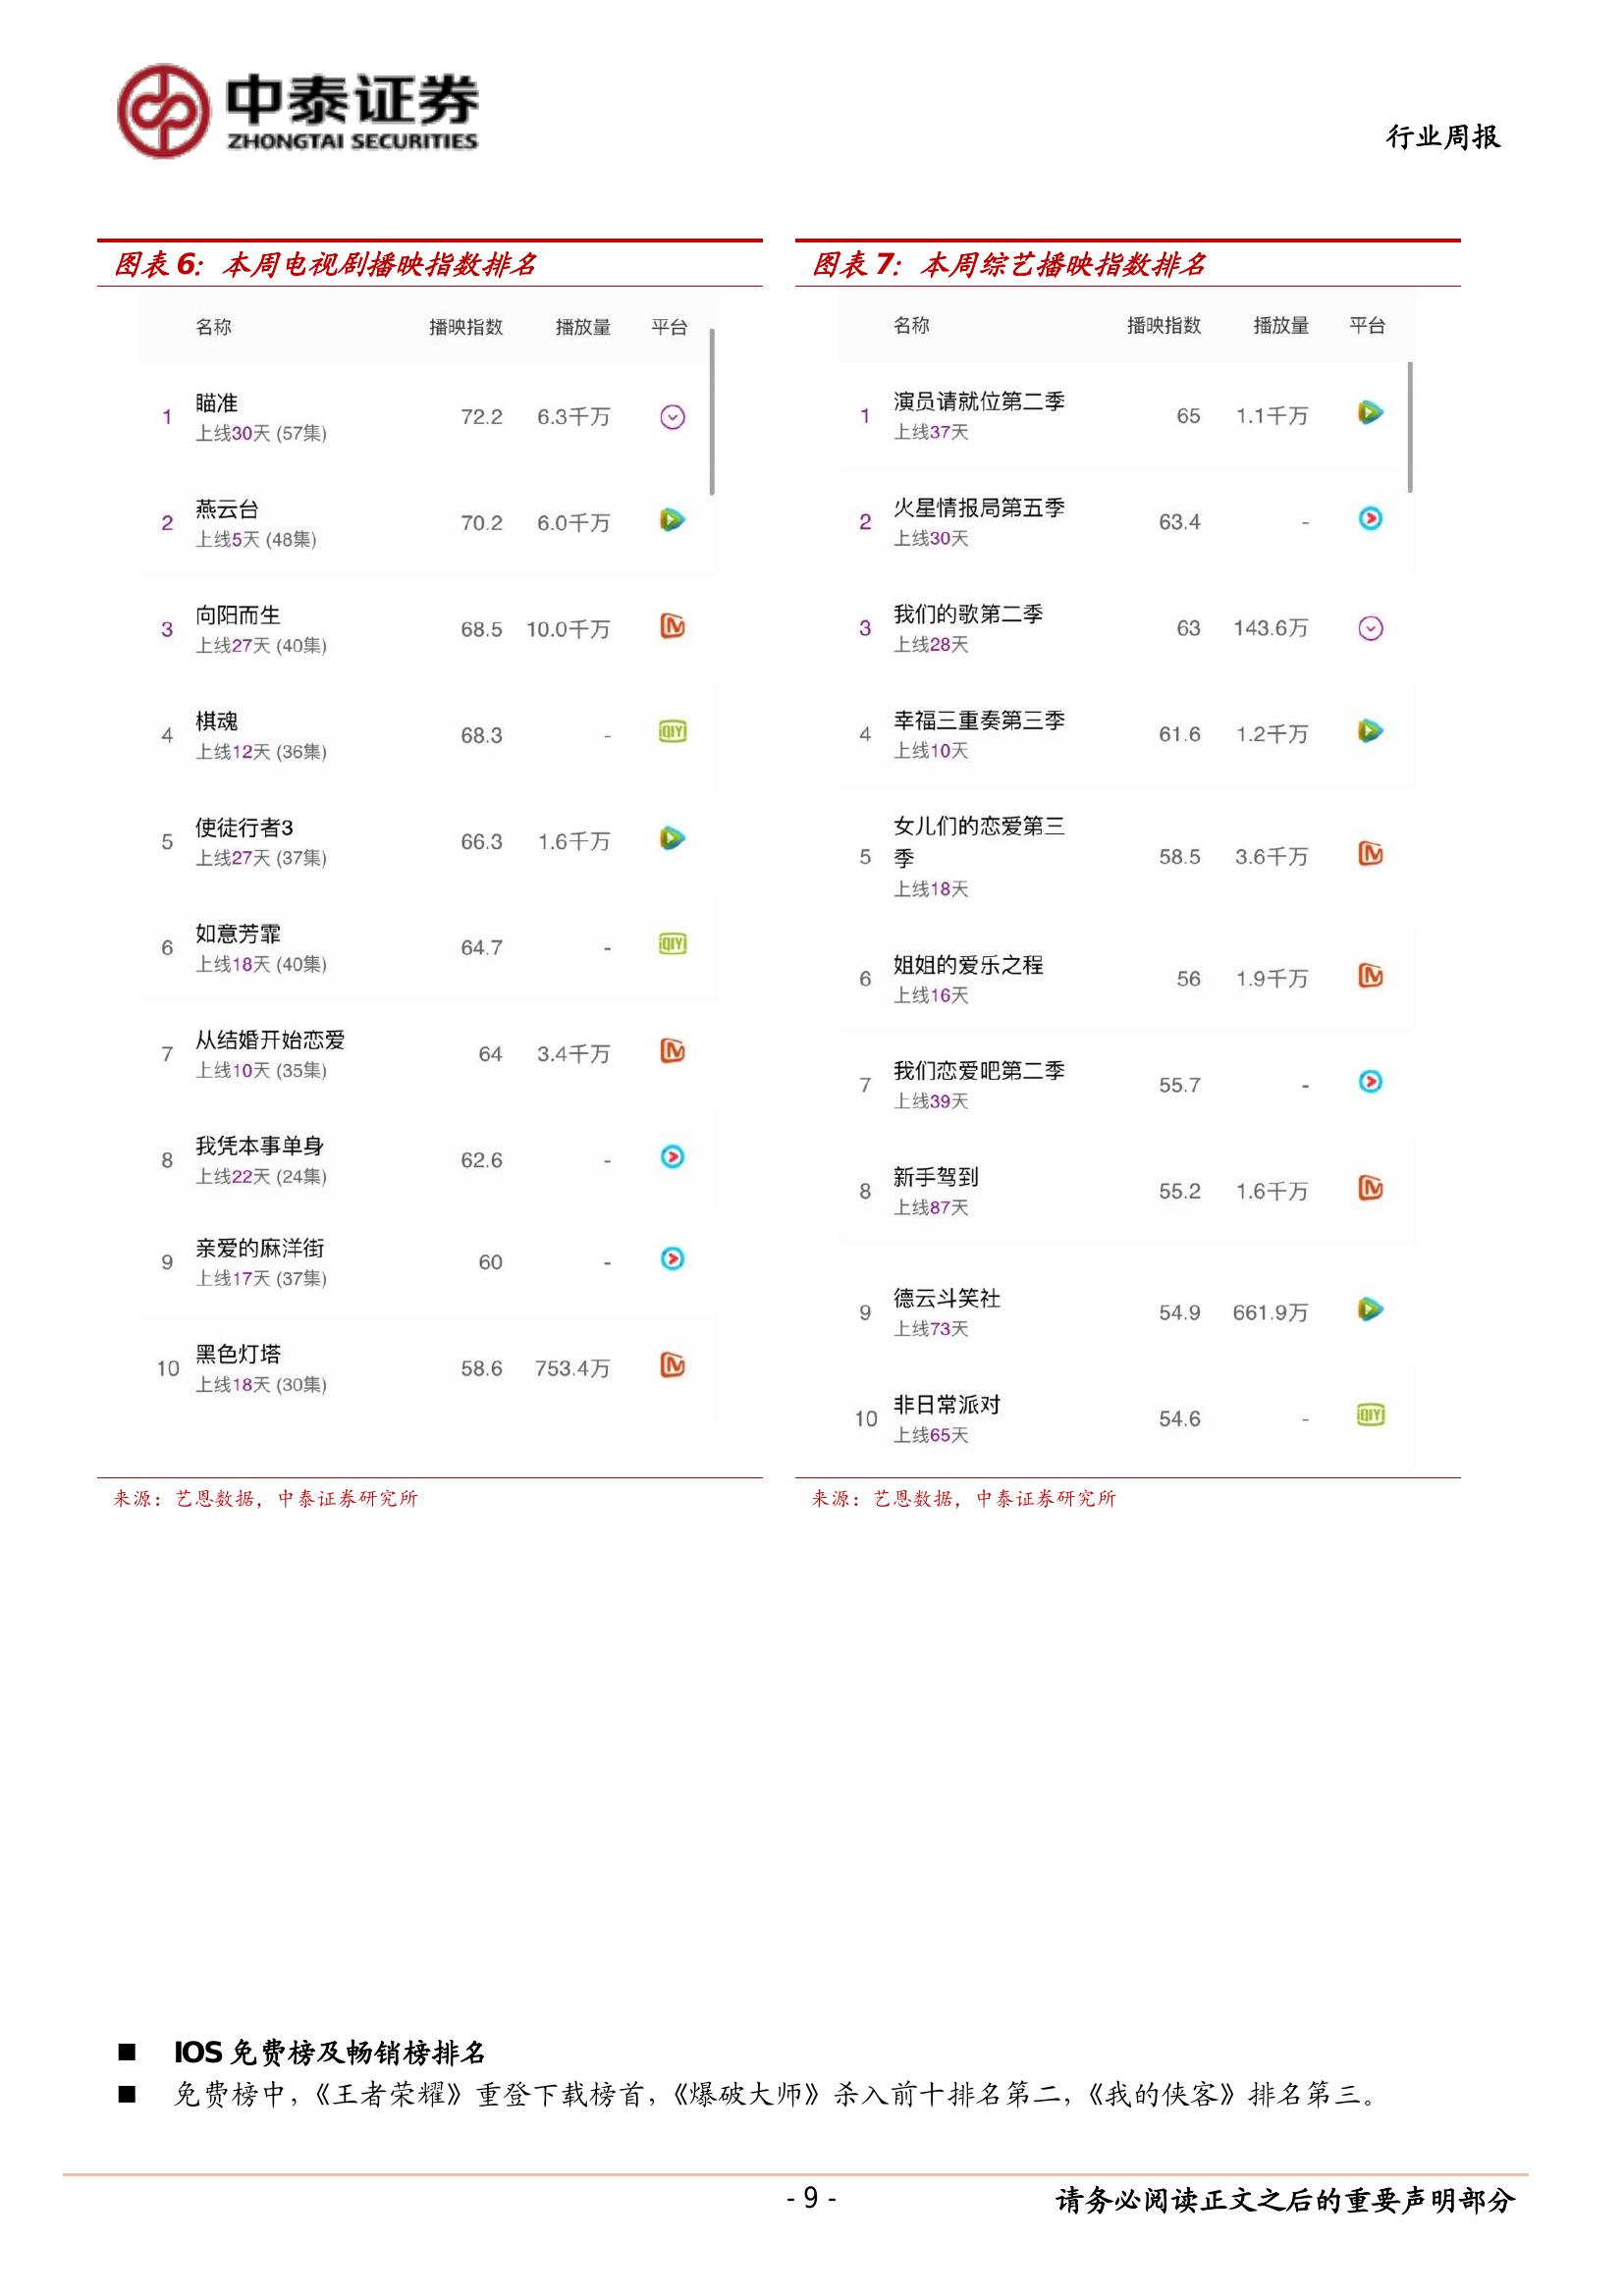 中泰证券
ZHONGTAI SECURITIES
行业周报
图表 6：本周电视剧播映指数排名
名称 播映指数 播放量 平台
1 瞄准 72.2 6.3千万
上线30天 (57集)
2 燕云台 70.2 6.0千万
上线5天 (48集)
3 向阳而生 68.5 10.0千万
上线27天 (40集)
4 棋魂 68.3 - QIY
上线12天 (36集)
5 使徒行者3 66.3 1.6千万
上线27天 (37集)
6 如意芳霏 64.7 - QIY
上线18天 (40集)
7 从结婚开始恋爱 64 3.4千万
上线10天 (35集)
8 我凭本事单身 62.6 -
上线22天 (24集)
9 亲爱的麻洋街 60 -
上线17天 (37集)
10 黑色灯塔 58.6 753.4万
上线18天 (30集)
来源：艺恩数据，中泰证券研究所
图表 7：本周综艺播映指数排名
名称 播映指数 播放量 平台
1 演员请就位第二季 65 1.1千万
上线37天
2 火星情报局第五季 63.4 -
上线30天
3 我们的歌第二季 63 143.6万
上线28天
4 幸福三重奏第三季 61.6 1.2千万
上线10天
女儿们的恋爱第三
5 季 58.5 3.6千万
上线18天
6 姐姐的爱乐之程 56 1.9千万
上线16天
7 我们恋爱吧第二季 55.7 -
上线39天
8 新手驾到 55.2 1.6千万
上线87天
9 德云斗笑社 54.9 661.9万
上线73天
10 非日常派对 54.6 - QIY
上线65天
来源：艺恩数据，中泰证券研究所
■ IOS 免费榜及畅销榜排名
■ 免费榜中，《王者荣耀》重登下载榜首，《爆破大师》杀入前十排名第二，《我的侠客》排名第三。
- 9 -
请务必阅读正文之后的重要声明部分